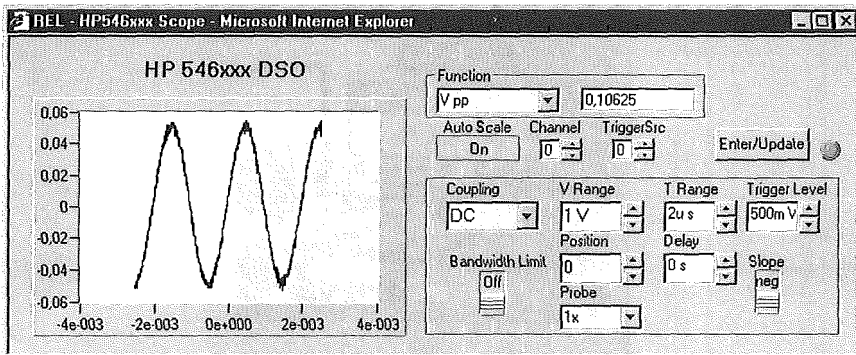 REL - HP546xxx Scope - Microsoft Internet Explorer
HP 546xxx DSO
0,06
0,04
0,02
0
-0,02
-0,04
-0,06
-4e-003 -2e-003 0e+000 2e-003 4e-003
Function
V pp 0,10625
Auto Scale Channel TriggerSrc
On 0 0 Enter/Update
Coupling V Range T Range Trigger Level
DC 1 V 2u s 500m V
Position Delay
Bandwidth Limit 0 0 s Slope
Off neg
Probe
1x